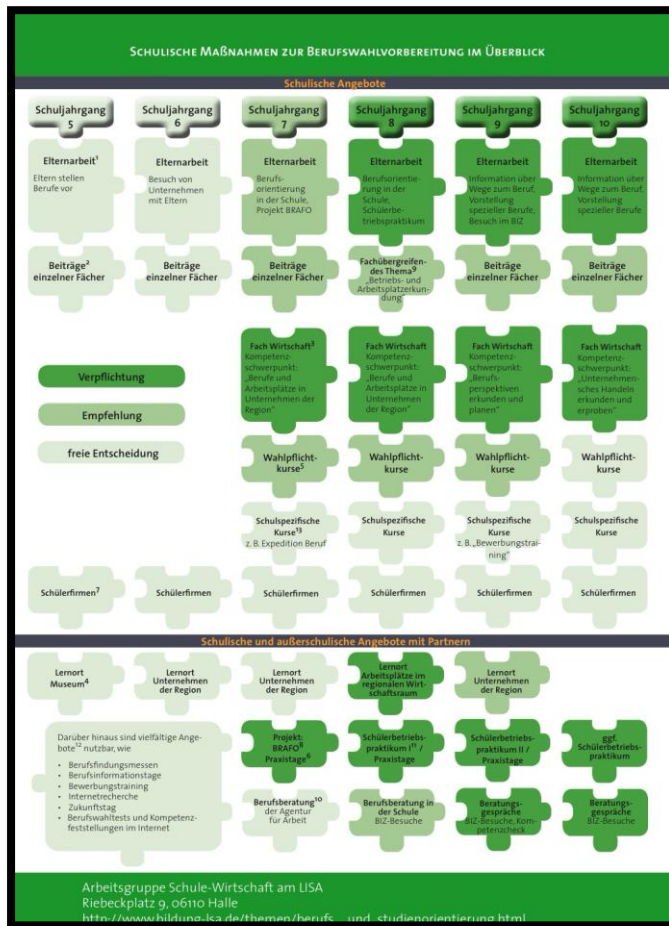 Schulische Maßnahmen zur Berufswahlvorbereitung im Überblick
Schulische Angebote
Schuljahrgang
5
Schuljahrgang
6
Schuljahrgang
7
Schuljahrgang
8
Schuljahrgang
9
Schuljahrgang
10
Elternarbeit¹
Eltern stellen
Berufe vor
Elternarbeit
Besuch von
Unternehmen
mit Eltern
Elternarbeit
Berufs-
orientierung
in der Schule,
Projekt BRAFO
Elternarbeit
Berufsorientie-
rung in der
Schule,
Schülerbe-
triebspraktikum
Elternarbeit
Information über
Wege zum Beruf,
Vorstellung
spezieller Berufe,
Besuch im BIZ
Elternarbeit
Information über
Wege zum Beruf,
Vorstellung
spezieller Berufe
Beiträge²
einzelner Fächer
Beiträge
einzelner Fächer
Beiträge
einzelner Fächer
Fachübergreifen-
des Thema⁹
„Betriebs- und
Arbeitsplatzerkun-
dung“
Beiträge
einzelner Fächer
Beiträge
einzelner Fächer
Verpflichtung
Empfehlung
freie Entscheidung
Fach Wirtschaft³
Kompetenz-
schwerpunkt:
„Berufe und
Arbeitsplätze in
Unternehmen der
Region“
Fach Wirtschaft
Kompetenz-
schwerpunkt:
„Berufe und
Arbeitsplätze in
Unternehmen
der Region“
Fach Wirtschaft
Kompetenz-
schwerpunkt:
„Berufs-
perspektiven
erkunden und
planen“
Fach Wirtschaft
Kompetenz-
schwerpunkt:
„Unternehmen-
sches Handeln
erkunden und
erproben“
Wahlpflicht-
kurse⁵
Wahlpflicht-
kurse
Wahlpflicht-
kurse
Wahlpflicht-
kurse
Schulspezifische
Kurse¹³
z. B. Expedition Beruf
Schulspezifische
Kurse
Schulspezifische
Kurse
z. B. „Bewerbungstrai-
ning“
Schulspezifische
Kurse
Schülerfirmen⁷
Schülerfirmen
Schülerfirmen
Schülerfirmen
Schülerfirmen
Schülerfirmen
Schulische und außerschulische Angebote mit Partnern
Lernort
Museum⁴
Lernort
Unternehmen
der Region
Lernort
Unternehmen
der Region
Lernort
Arbeitsplätze im
regionalen Wirt-
schaftsraum
Lernort
Unternehmen
der Region
Darüber hinaus sind vielfältige Ange-
bote¹² nutzbar, wie
• Berufsfindungsmessen
• Berufsinformationstage
• Bewerbungstraining
• Internetrecherche
• Zukunftstag
• Berufswahltests und Kompetenz-
feststellungen im Internet
Projekt:
BRAFO⁸
Praxistage⁶
Schülerbetriebs-
praktikum I¹¹ /
Praxistage
Schülerbetriebs-
praktikum II /
Praxistage
ggf.
Schülerbetriebs-
praktikum
Berufsberatung¹⁰
der Agentur
für Arbeit
Berufsberatung in
der Schule
BIZ-Besuche
Beratungs-
gespräche
BIZ-Besuche, Kom-
petenzcheck
Beratungs-
gespräche
BIZ-Besuche
Arbeitsgruppe Schule-Wirtschaft am LISA
Riebeckplatz 9, 06110 Halle
http://www.bildung-lsa.de/themen/berufs_ und_studienorientierung.html